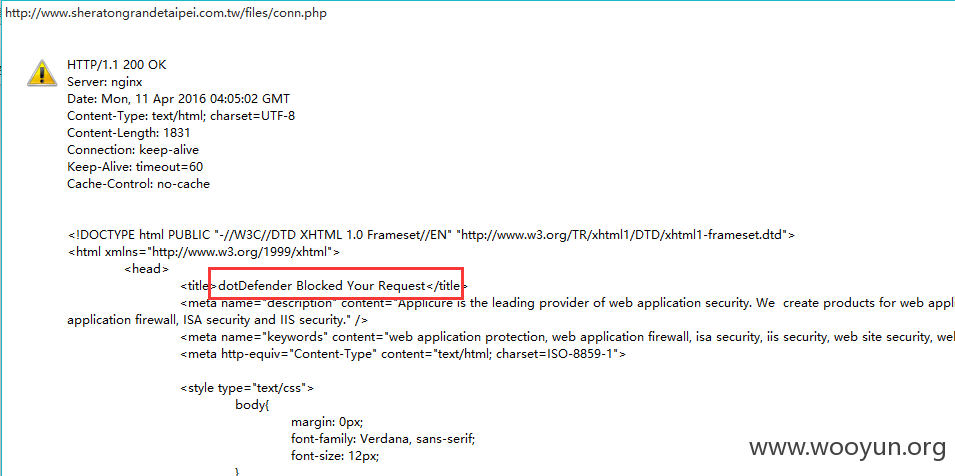 http://www.sheratongrandetaipei.com.tw/files/conn.php
HTTP/1.1 200 OK
Server: nginx
Date: Mon, 11 Apr 2016 04:05:02 GMT
Content-Type: text/html; charset=UTF-8
Content-Length: 1831
Connection: keep-alive
Keep-Alive: timeout=60
Cache-Control: no-cache
<!DOCTYPE html PUBLIC "-//W3C//DTD XHTML 1.0 Frameset//EN" "http://www.w3.org/TR/xhtml1/DTD/xhtml1-frameset.dtd">
<html xmlns="http://www.w3.org/1999/xhtml">
<head>
<title>dotDefender Blocked Your Request</title>
<meta name="description" content="Applicure is the leading provider of web application security. We create products for web appl
application firewall, ISA security and IIS security." />
<meta name="keywords" content="web application protection, web application firewall, isa security, iis security, web site security, we
<meta http-equiv="Content-Type" content="text/html; charset=ISO-8859-1">
<style type="text/css">
body{
margin: 0px;
font-family: Verdana, sans-serif;
font-size: 12px;
}
www.wooyun.org